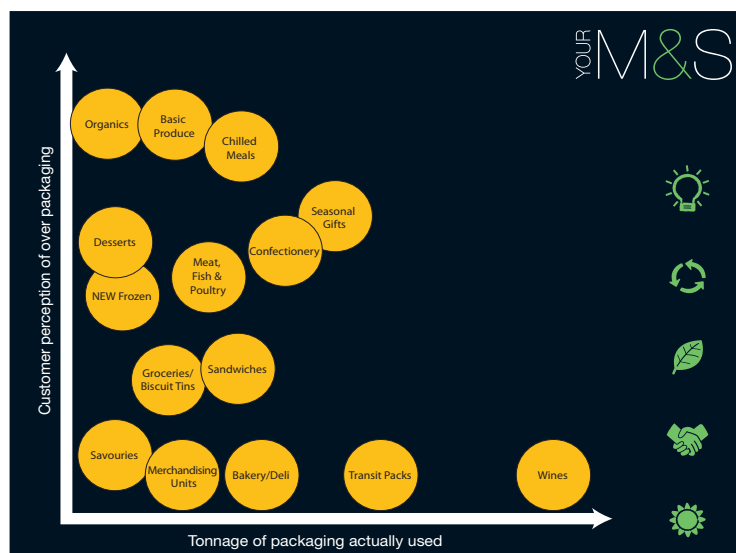 YOUR
M&S
Customer perception of over packaging
Organics
Basic
Produce
Chilled
Meals
Seasonal
Gifts
Desserts
Confectionery
Meat,
Fish &
Poultry
NEW Frozen
Groceries/
Biscuit Tins
Sandwiches
Savouries
Merchandising
Units
Bakery/Deli
Transit Packs
Wines
Tonnage of packaging actually used